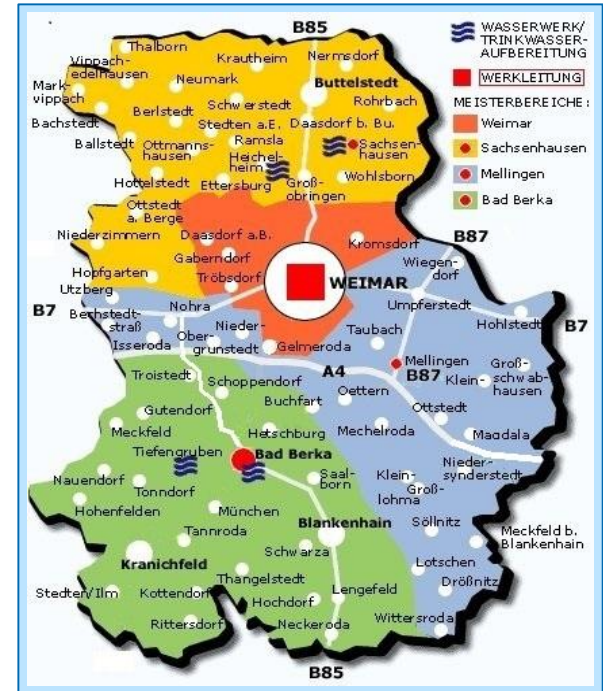 B85
WASSERWERK/
TRINKWASSER-
AUFBEREITUNG
WERKLEITUNG
MEISTERBEREICHE :
Weimar
Sachsenhausen
Mellingen
Bad Berka
Thalborn
Vippach-
edelhausen
Krautheim
Nermsdorf
Neumark
Buttelstedt
Mark-
vippach
Schwerstedt
Rohrbach
Berlstedt
Bachstedt
Stedten a.E.
Daasdorf b. Bu.
Ballstedt
Ottmanns-
hausen
Ramsla
Sachsen-
hausen
Heichel-
heim
Hottelstedt
Ettersburg
Groß-
obringen
Wohlsborn
Ottstedt
a. Berge
Niederzimmern
Daasdorf a.B.
Kromsdorf
B87
Gaberndorf
Wiegen-
dorf
Hopfgarten
Tröbsdorf
WEIMAR
Utzberg
Umpferstedt
B7
Nohra
Hohlstedt
B7
Bechstedt-
straß
Ober-
grunstedt
Nieder-
Taubach
Isseroda
Gelmeroda
Mellingen
Groß-
schwab-
hausen
Troistedt
A4
B87
Klein-
Schoppendorf
Oettern
Buchfart
Ottstedt
Gutendorf
Meckfeld
Hetschburg
Mechelroda
Magdala
Tiefengruben
Bad Berka
Nauendorf
Saal-
born
Klein-
Nieder-
synderstedt
Tonndorf
Groß-
lohma
Hohenfelden
München
Söllnitz
Tannroda
Blankenhain
Meckfeld b.
Blankenhain
Kranichfeld
Schwarza
Lotschen
Thangelstedt
Drößnitz
Stedten/Ilm
Kottendorf
Lengefeld
Hochdorf
Rittersdorf
Neckeroda
Wittersroda
B85